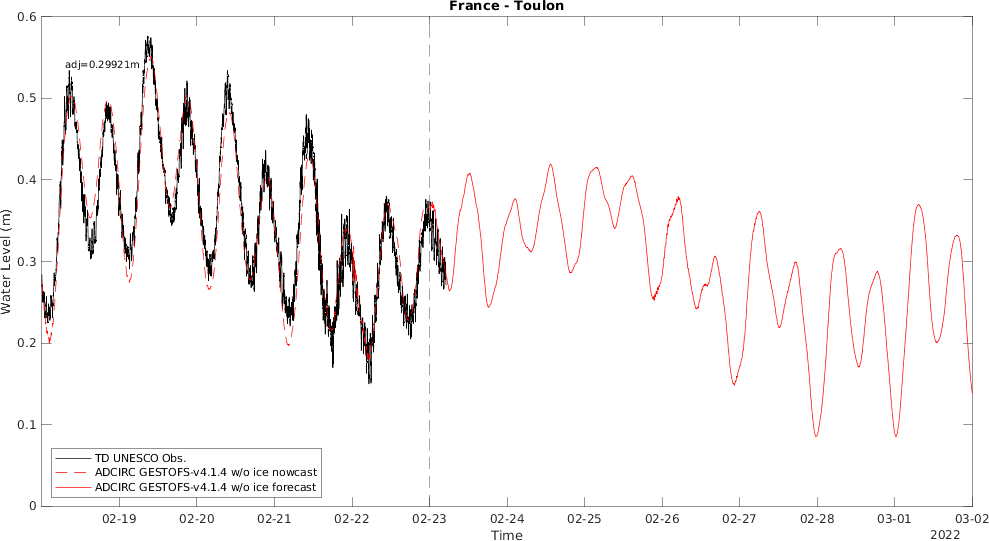 France - Toulon
0.6
adj=0.29921m
0.5
0.4
0.3
Water Level (m)
0.2
0.1
TD UNESCO Obs.
ADCIRC GESTOFS-v4.1.4 w/o ice nowcast
ADCIRC GESTOFS-v4.1.4 w/o ice forecast
0
02-19 02-20 02-21 02-22 02-23 02-24 02-25 02-26 02-27 02-28 03-01 03-02
Time 2022